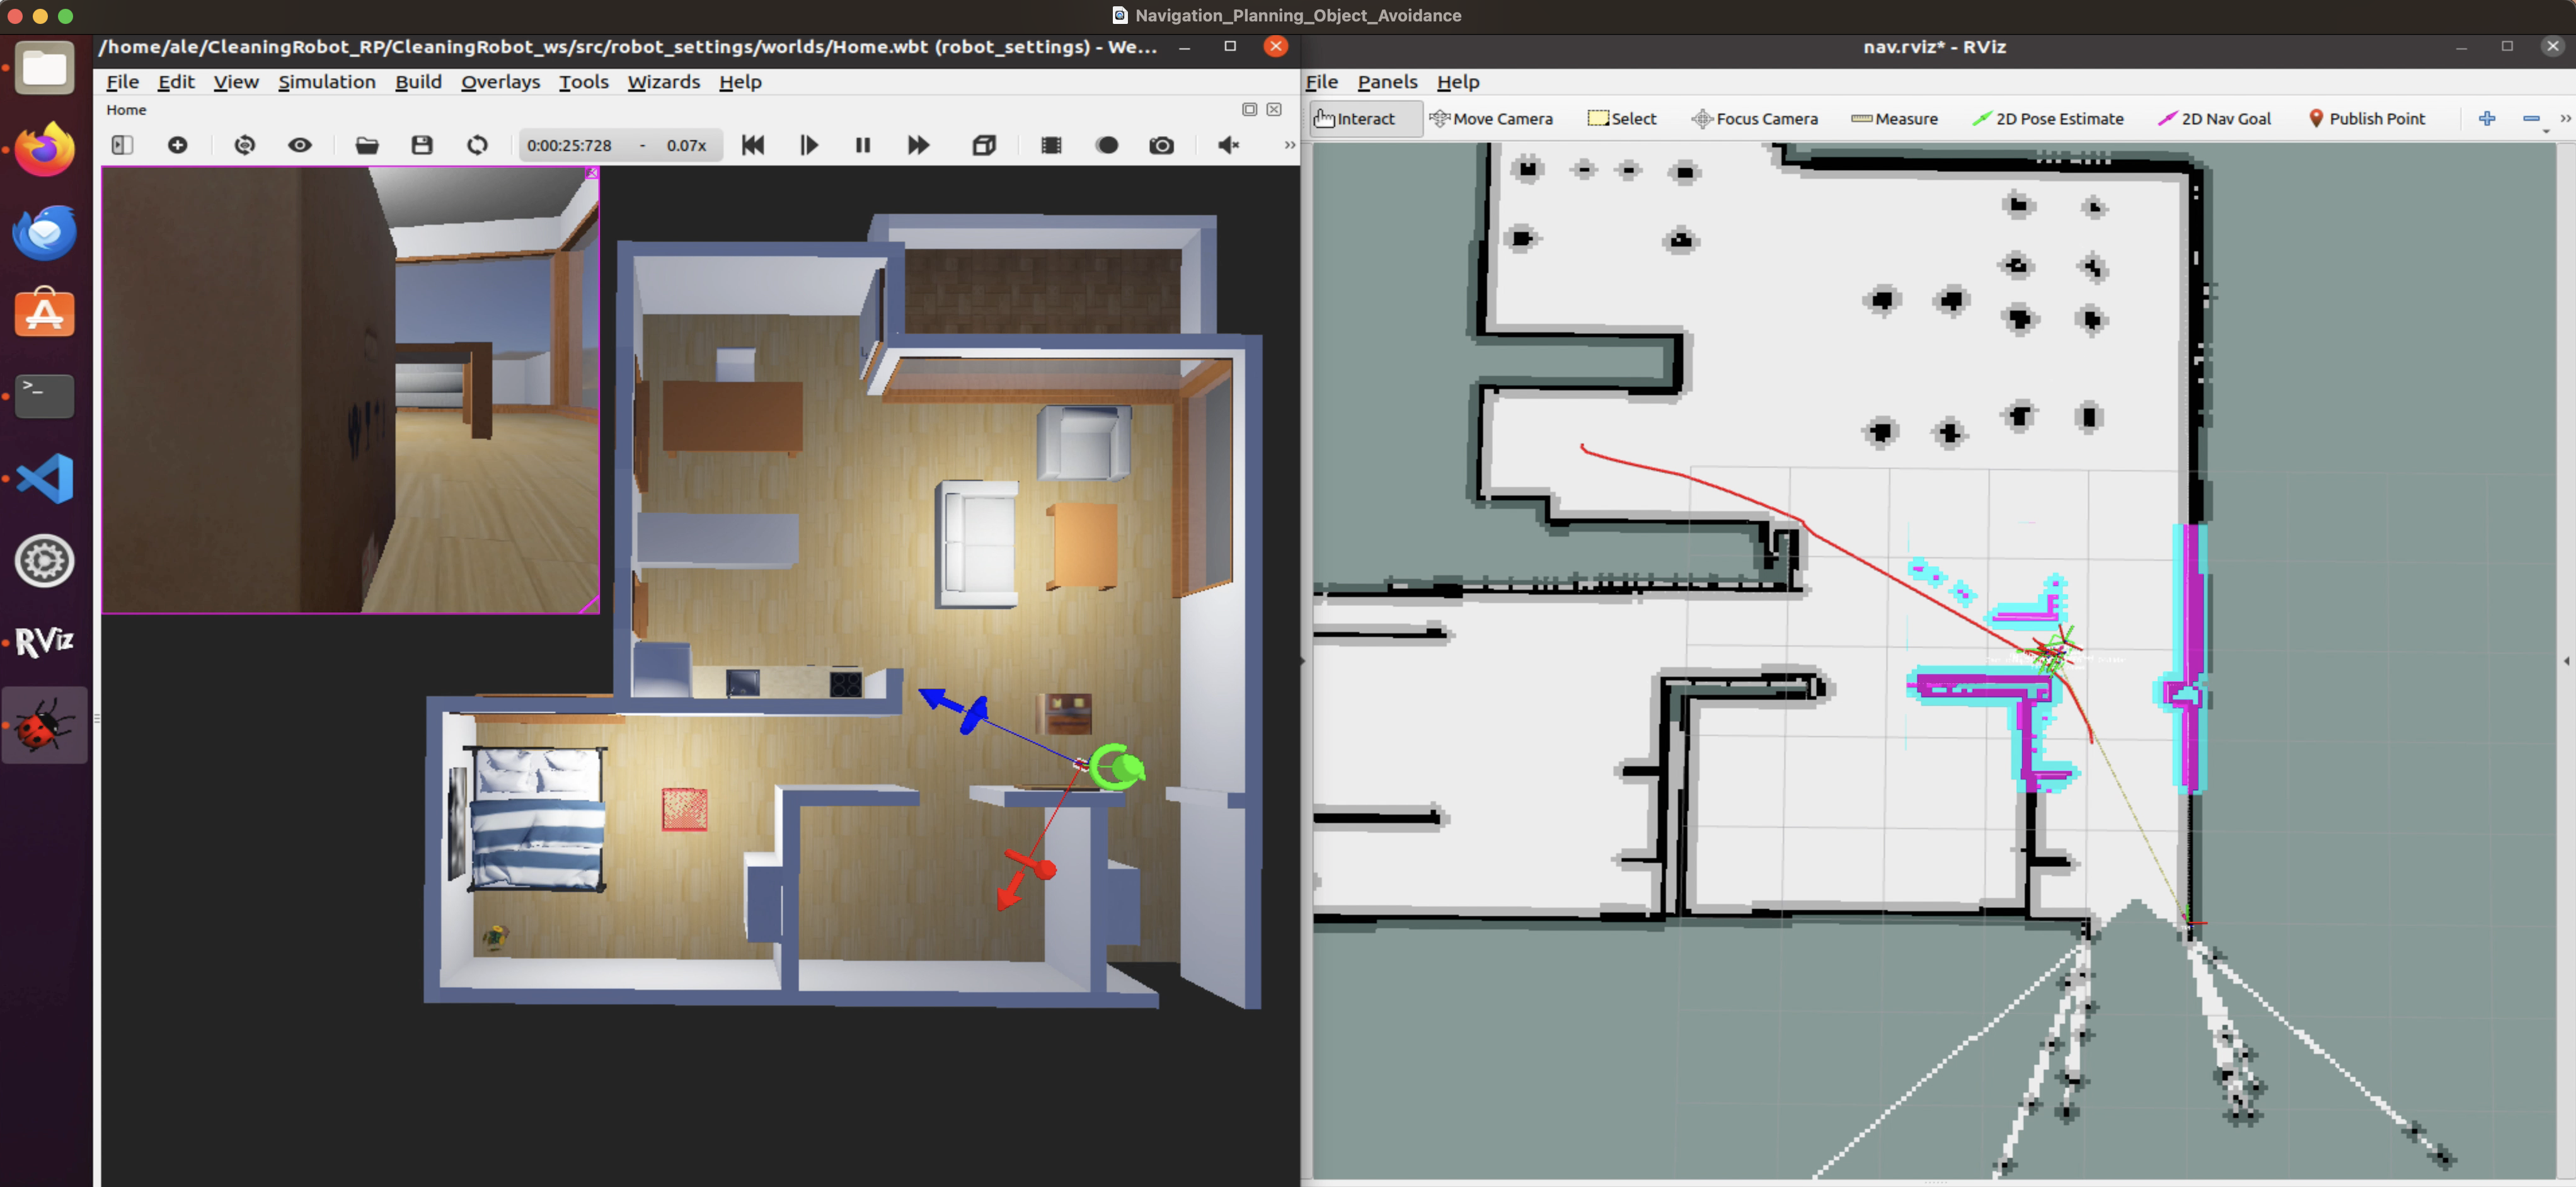 Navigation_Planning_Object_Avoidance
/home/ale/CleaningRobot_RP/CleaningRobot_ws/src/robot_settings/worlds/Home.wbt (robot_settings) - We...
File Edit View Simulation Build Overlays Tools Wizards Help
Home
0:00:25:728 - 0.07x
nav.rviz* - RViz
File Panels Help
Interact Move Camera Select Focus Camera Measure 2D Pose Estimate 2D Nav Goal Publish Point
>_
RViz